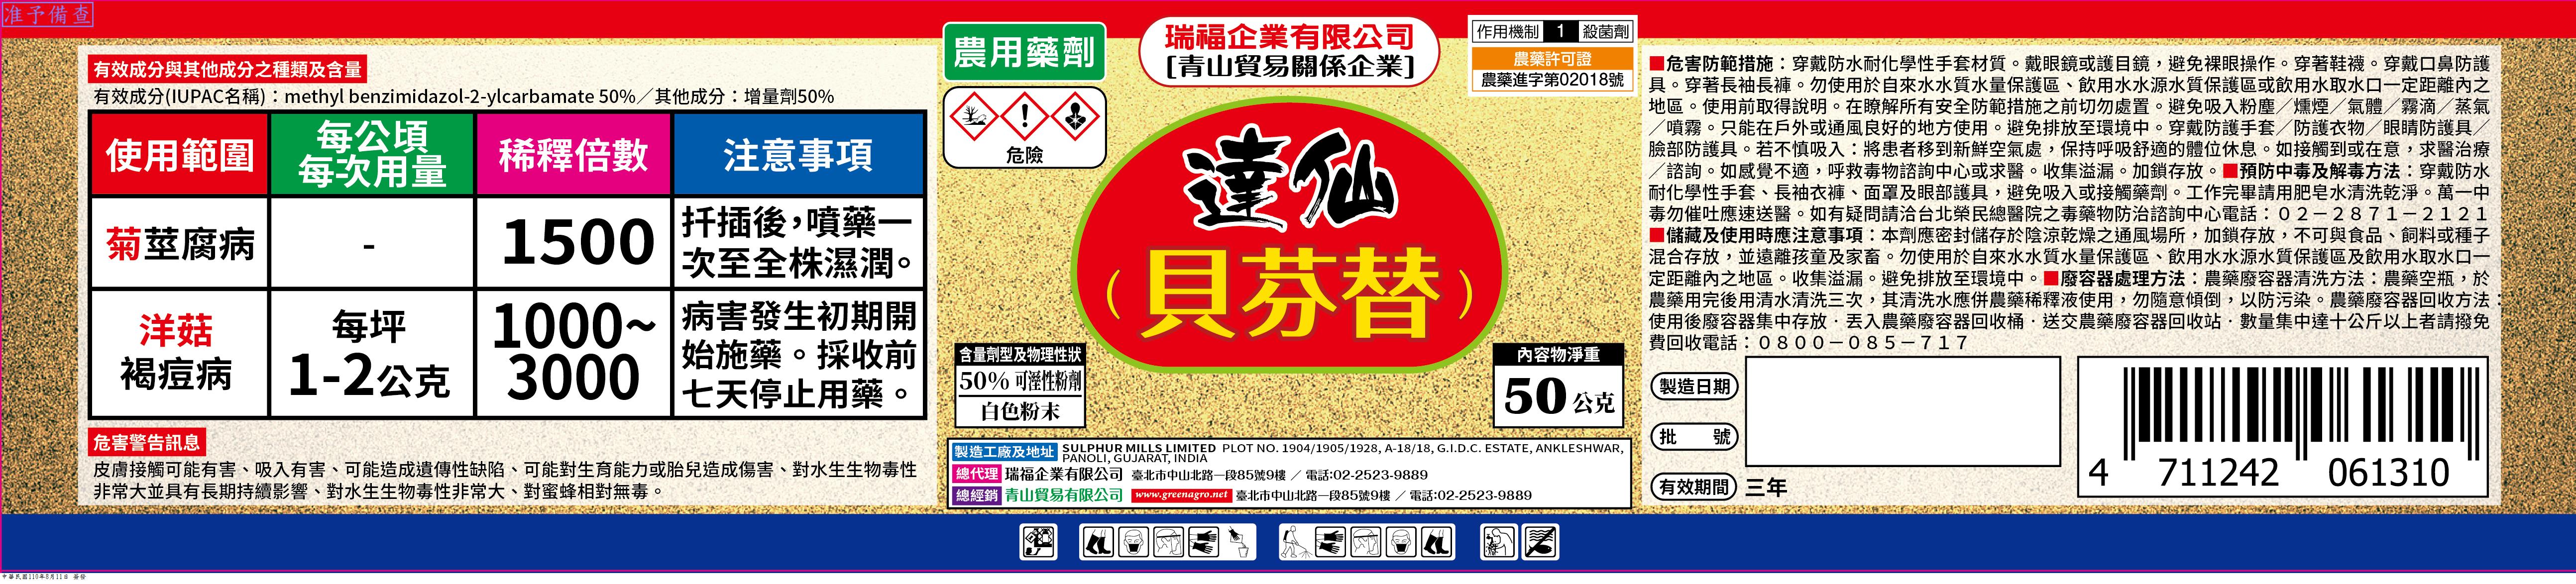 准予備查
有效成分與其他成分之種類及含量
有效成分(IUPAC名稱)：methyl benzimidazol-2-ylcarbamate 50%／其他成分：增量劑50%
使用範圍
每公頃
每次用量
稀釋倍數
注意事項
菊莖腐病
-
1500
扦插後，噴藥一
次至全株濕潤。
洋菇
褐痘病
每坪
1-2公克
1000~
3000
病害發生初期開
始施藥。採收前
七天停止用藥。
危害警告訊息
皮膚接觸可能有害、吸入有害、可能造成遺傳性缺陷、可能對生育能力或胎兒造成傷害、對水生生物毒性
非常大並具有長期持續影響、對水生生物毒性非常大、對蜜蜂相對無毒。
農用藥劑
危險
瑞福企業有限公司
[青山貿易關係企業]
作用機制 1 殺菌劑
農藥許可證
農藥進字第02018號
達仙
（貝芬替）
含量劑型及物理性狀
50% 可溼性粉劑
白色粉末
內容物淨重
50公克
製造工廠及地址 SULPHUR MILLS LIMITED PLOT NO. 1904/1905/1928, A-18/18, G.I.D.C. ESTATE, ANKLESHWAR,
PANOLI, GUJARAT, INDIA
總代理 瑞福企業有限公司 臺北市中山北路一段85號9樓 ／ 電話:02-2523-9889
總經銷 青山貿易有限公司 www.greenagro.net 臺北市中山北路一段85號9樓 ／ 電話:02-2523-9889
■危害防範措施：穿戴防水耐化學性手套材質。戴眼鏡或護目鏡，避免裸眼操作。穿著鞋襪。穿戴口鼻防護
具。穿著長袖長褲。勿使用於自來水水質水量保護區、飲用水水源水質保護區或飲用水取水口一定距離內之
地區。使用前取得說明。在瞭解所有安全防範措施之前切勿處置。避免吸入粉塵／燻煙／氣體／霧滴／蒸氣
／噴霧。只能在戶外或通風良好的地方使用。避免排放至環境中。穿戴防護手套／防護衣物／眼睛防護具／
臉部防護具。若不慎吸入：將患者移到新鮮空氣處，保持呼吸舒適的體位休息。如接觸到或在意，求醫治療
／諮詢。如感覺不適，呼救毒物諮詢中心或求醫。收集溢漏。加鎖存放。■預防中毒及解毒方法：穿戴防水
耐化學性手套、長袖衣褲、面罩及眼部護具，避免吸入或接觸藥劑。工作完畢請用肥皂水清洗乾淨。萬一中
毒勿催吐應速送醫。如有疑問請洽台北榮民總醫院之毒藥物防治諮詢中心電話：０２－２８７１－２１２１
■儲藏及使用時應注意事項：本劑應密封儲存於陰涼乾燥之通風場所，加鎖存放，不可與食品、飼料或種子
混合存放，並遠離孩童及家畜。勿使用於自來水水質水量保護區、飲用水水源水質保護區及飲用水取水口一
定距離內之地區。收集溢漏。避免排放至環境中。■廢容器處理方法：農藥廢容器清洗方法：農藥空瓶，於
農藥用完後用清水清洗三次，其清洗水應併農藥稀釋液使用，勿隨意傾倒，以防污染。農藥廢容器回收方法：
使用後廢容器集中存放．丟入農藥廢容器回收桶．送交農藥廢容器回收站．數量集中達十公斤以上者請撥免
費回收電話：０８００－０８５－７１７
製造日期
批號
有效期間 三年
4 711242 061310
中華民國110年8月11日 簽發